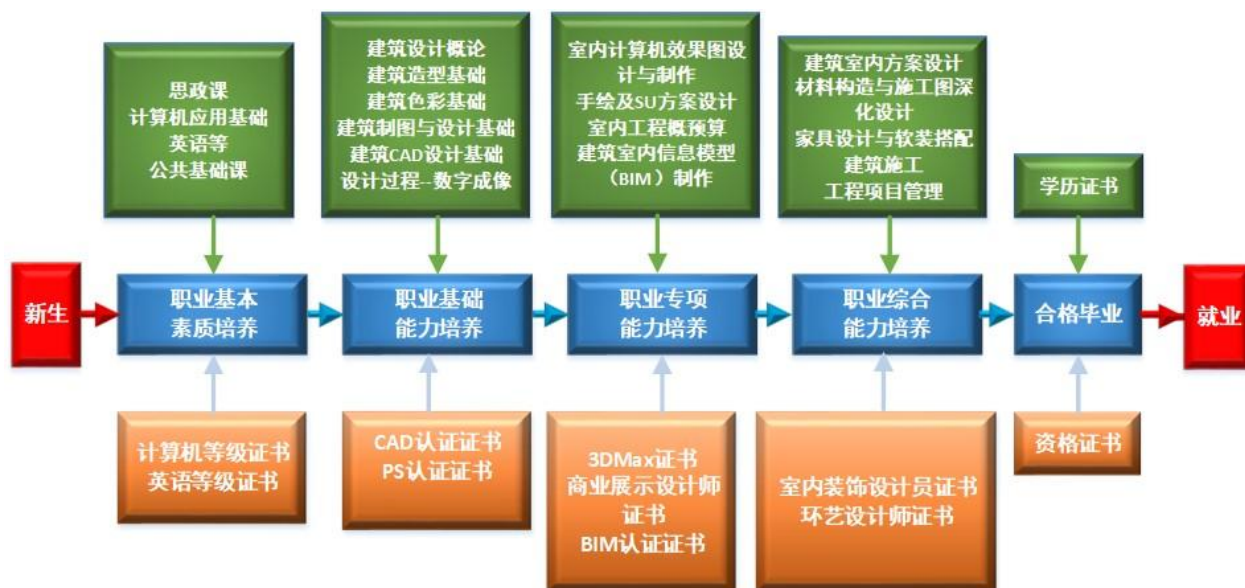 思政课
计算机应用基础
英语等
公共基础课
建筑设计概论
建筑造型基础
建筑色彩基础
建筑制图与设计基础
建筑CAD设计基础
设计过程--数字成像
室内计算机效果图设
计与制作
手绘及SU方案设计
室内工程概预算
建筑室内信息模型
（BIM）制作
建筑室内方案设计
材料构造与施工图深
化设计
家具设计与软装搭配
建筑施工
工程项目管理
学历证书
新生
职业基本
素质培养
职业基础
能力培养
职业专项
能力培养
职业综合
能力培养
合格毕业
就业
计算机等级证书
英语等级证书
CAD认证证书
PS认证证书
3DMax证书
商业展示设计师
证书
BIM认证证书
室内装饰设计员证书
环艺设计师证书
资格证书